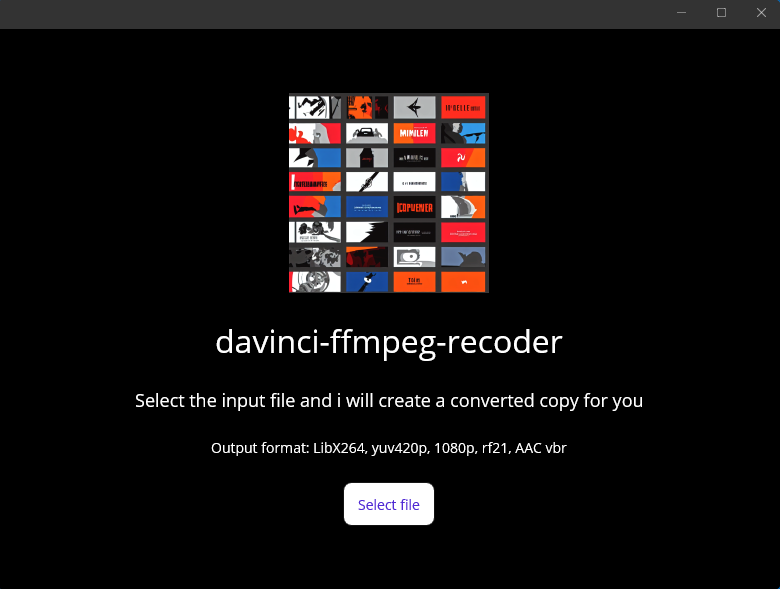 davinci-ffmpeg-recoder
Select the input file and i will create a converted copy for you
Output format: LibX264, yuv420p, 1080p, rf21, AAC vbr
Select file